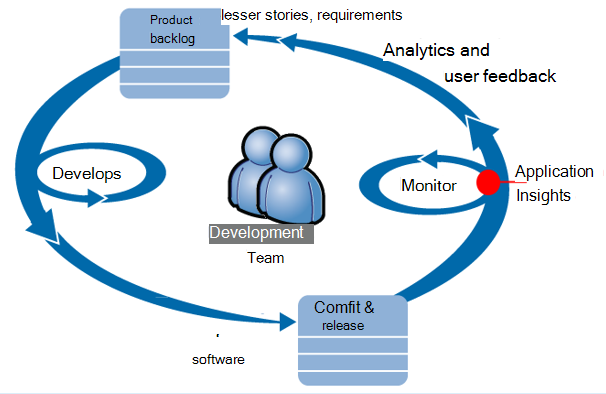 lesser stories, requirements
Product
backlog
Analytics and
user feedback
Develops
Monitor
Application
Insights
Development
Team
Comfit &
release
software